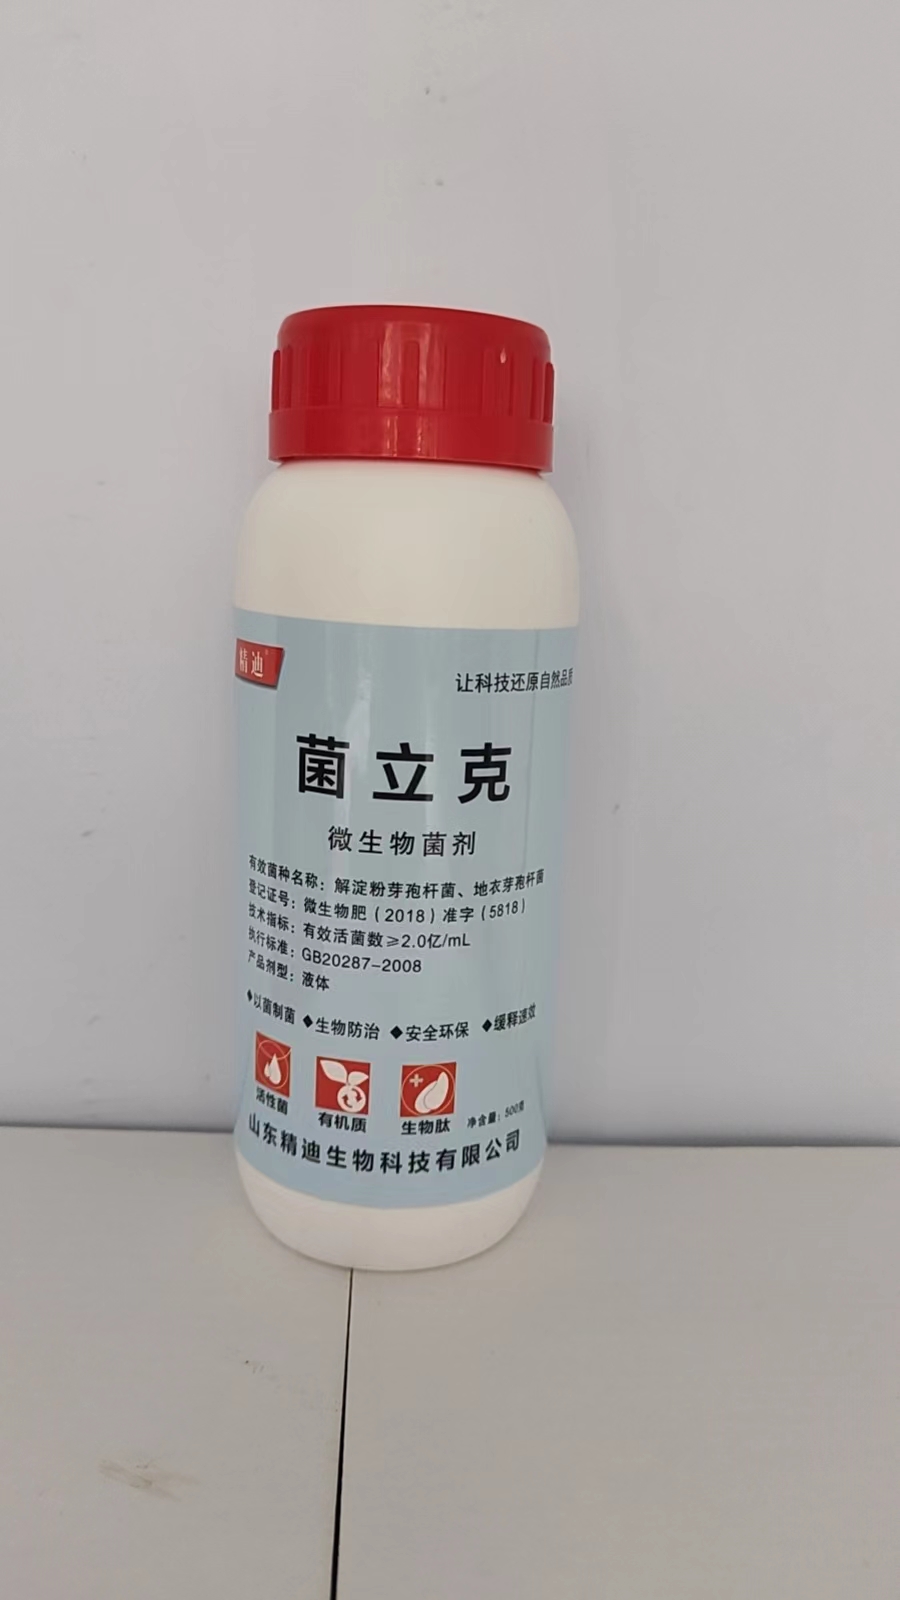 精迪
让科技还原自然品质
菌立克
微生物菌剂
有效菌种名称：解淀粉芽孢杆菌、地衣芽孢杆菌
登记证号：微生物肥（2018）准字（5818）
技术指标：有效活菌数≥2.0亿/mL
执行标准：GB20287-2008
产品剂型：液体
◆以菌制菌 ◆生物防治 ◆安全环保 ◆缓释速效
活性菌 有机质 生物肽 净含量：500克
山东精迪生物科技有限公司